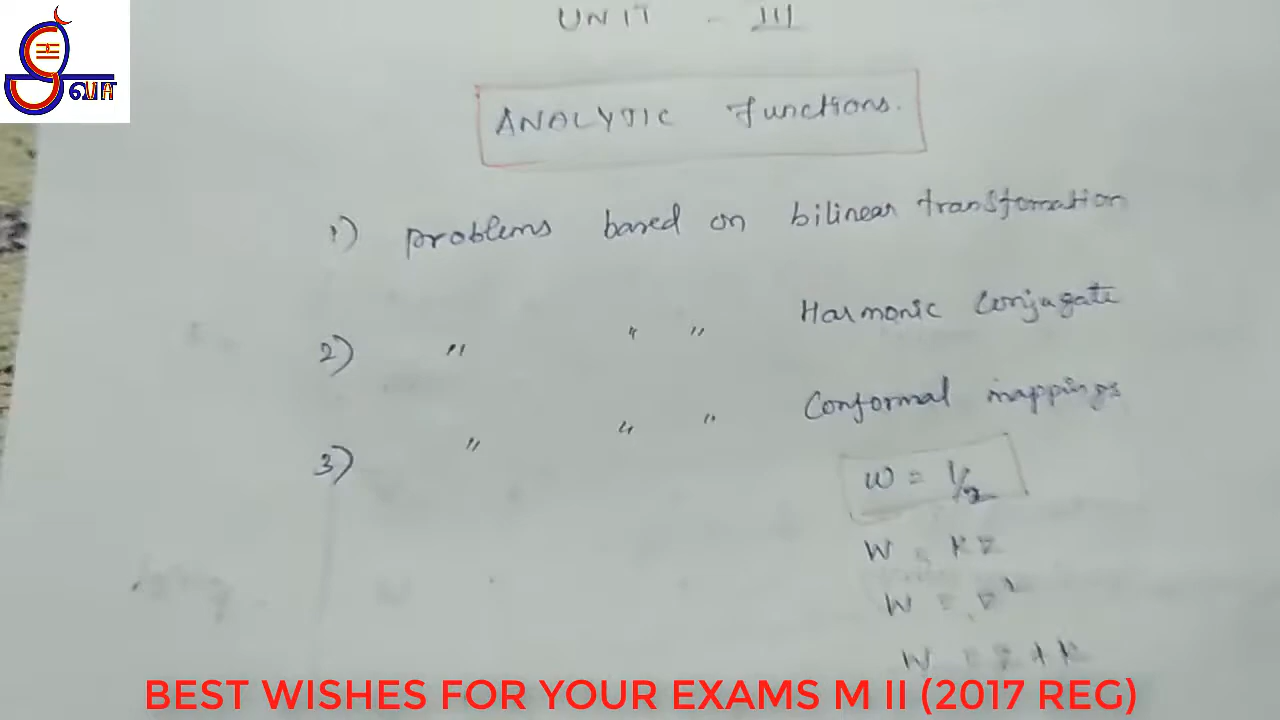 சிவா
UNIT - III
ANALYTIC Functions.
1) Problems based on bilinear transformation
2) " " " Harmonic Conjugate
3) " " " Conformal mappings
W = 1/z
W = kz
W = z²
W = z + k
BEST WISHES FOR YOUR EXAMS M II (2017 REG)